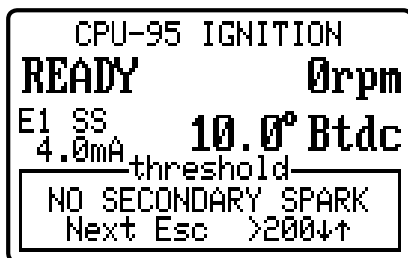 CPU-95 IGNITION
READY 0rpm
E1 SS
4.0mA 10.0° Btdc
threshold
NO SECONDARY SPARK
Next Esc >200↓↑